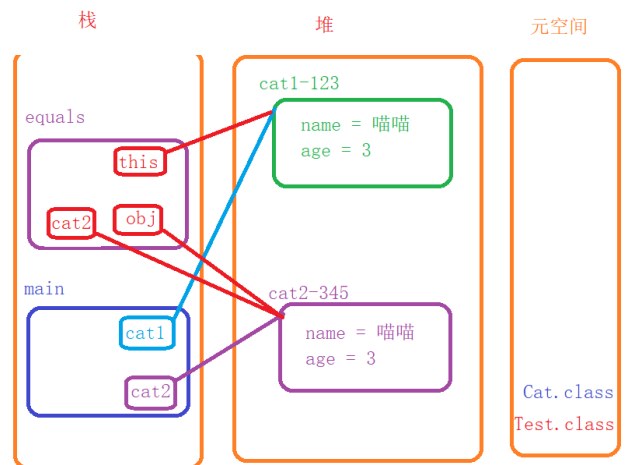 栈
堆
元空间
equals
this
cat2
obj
main
cat1
cat2
cat1-123
name = 喵喵
age = 3
cat2-345
name = 喵喵
age = 3
Cat.class
Test.class